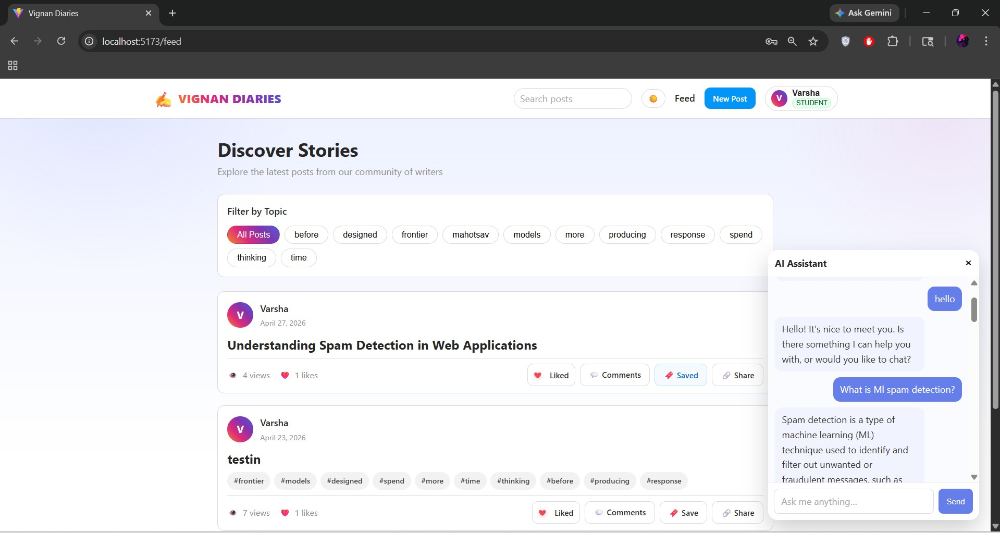 Vignan Diaries
Ask Gemini
localhost:5173/feed
VIGNAN DIARIES
Search posts
Feed
New Post
V
Varsha
STUDENT
Discover Stories
Explore the latest posts from our community of writers
Filter by Topic
All Posts before designed frontier mahotsav models more producing response spend
thinking time
V
Varsha
April 27, 2026
Understanding Spam Detection in Web Applications
4 views 1 likes Liked Comments Saved Share
V
Varsha
April 23, 2026
testin
#frontier #models #designed #spend #more #time #thinking #before #producing #response
7 views 1 likes Liked Comments Save Share
AI Assistant
hello
Hello! It's nice to meet you. Is
there something I can help you
with, or would you like to chat?
What is Ml spam detection?
Spam detection is a type of
machine learning (ML)
technique used to identify and
filter out unwanted or
fraudulent messages, such as
Ask me anything...
Send